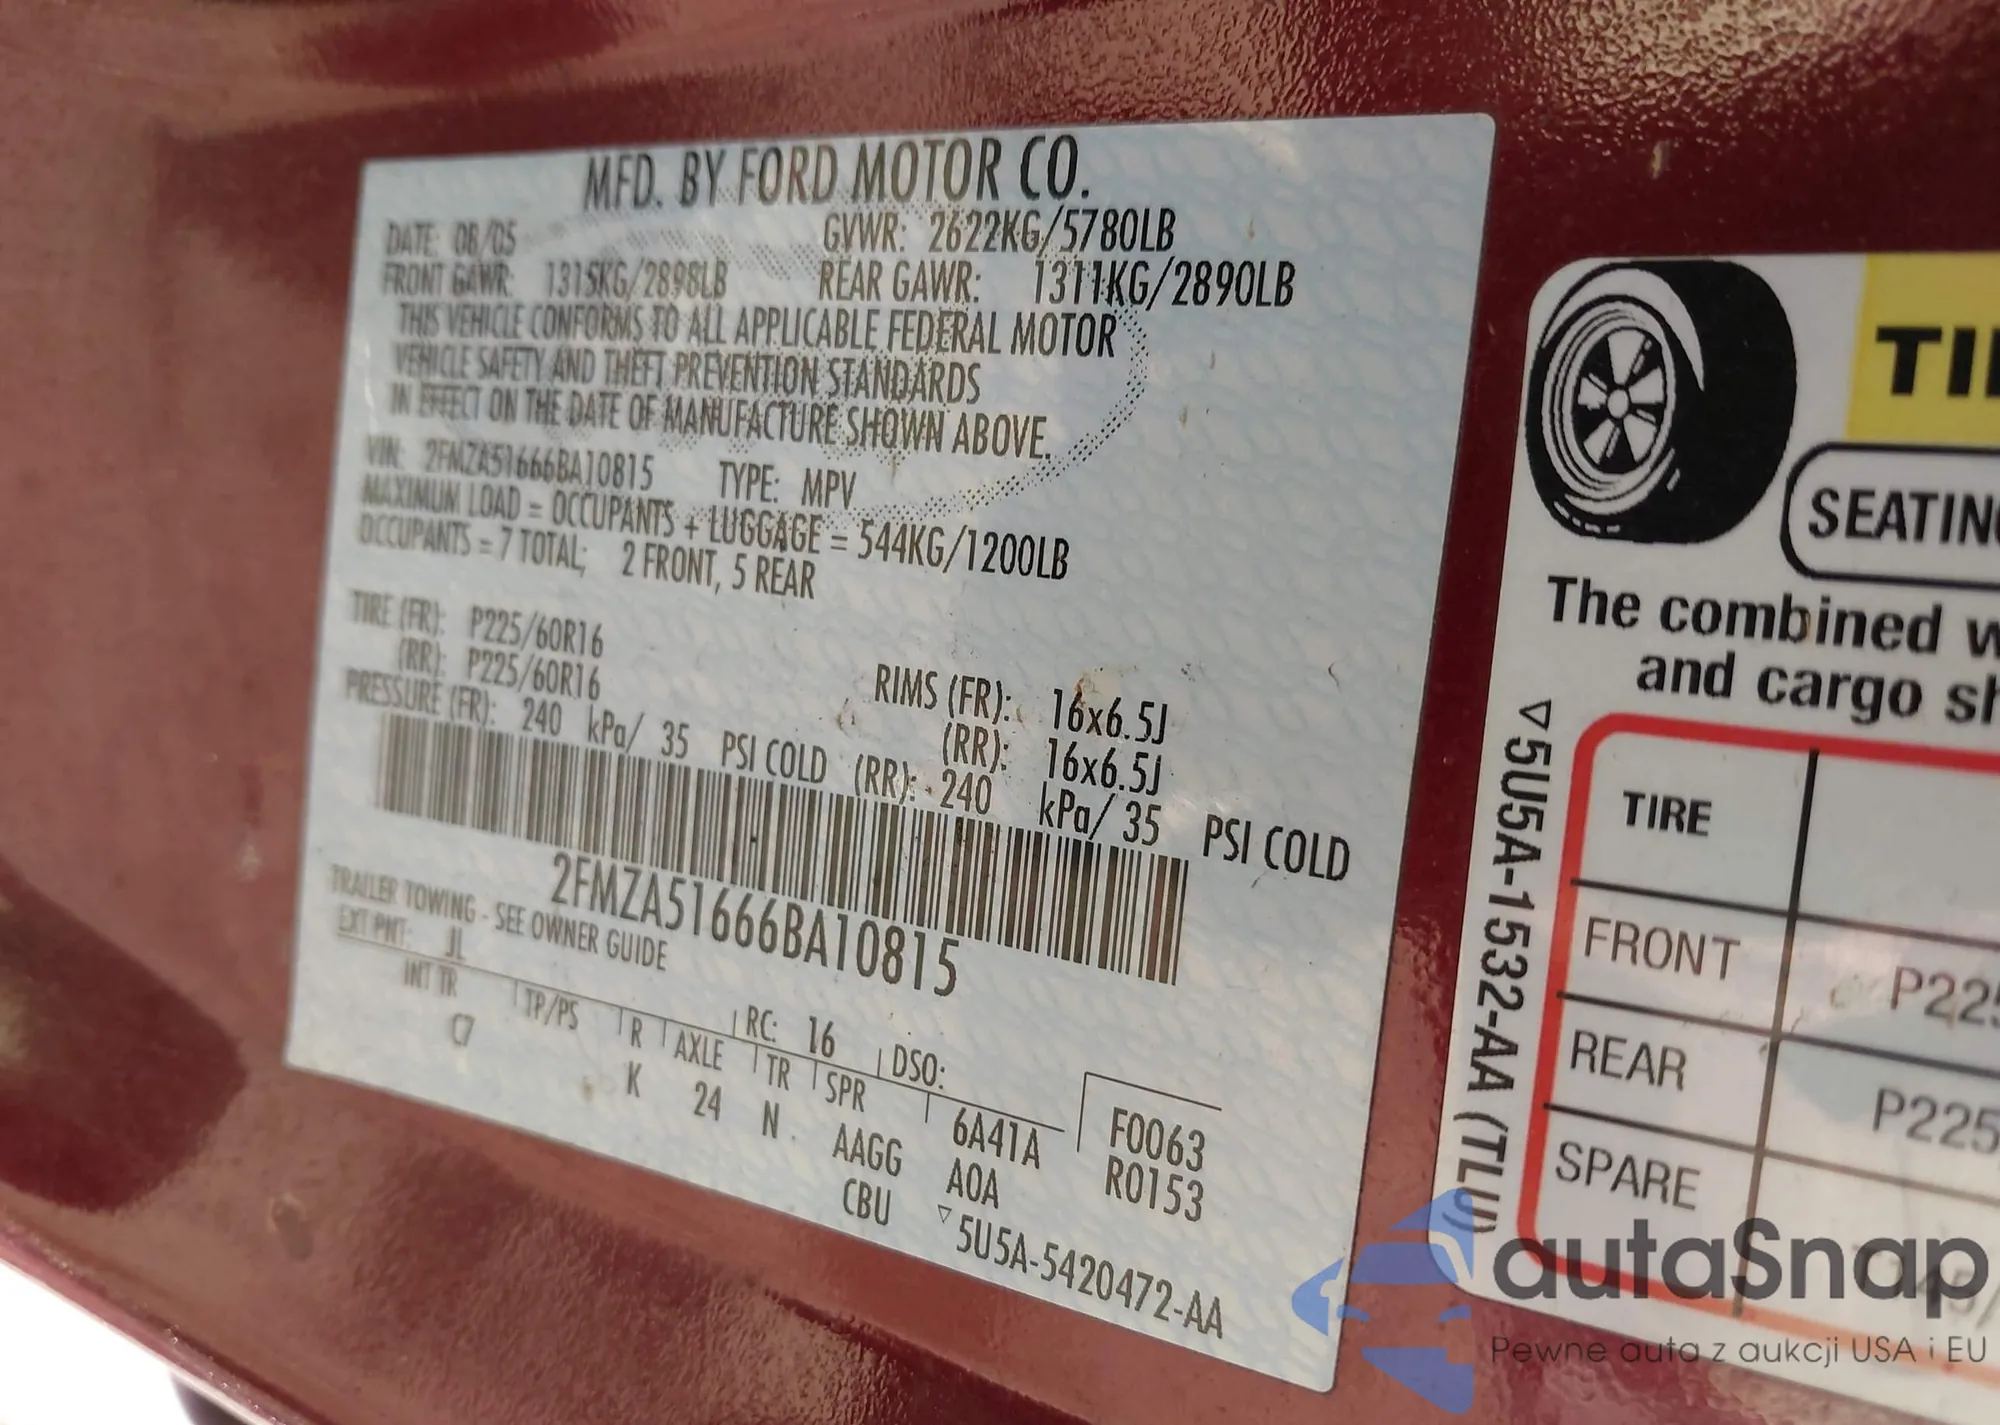 MFD. BY FORD MOTOR CO.
DATE: 08/05 GVWR: 2622KG/5780LB
FRONT GAWR: 1315KG/2898LB REAR GAWR: 1311KG/2890LB
THIS VEHICLE CONFORMS TO ALL APPLICABLE FEDERAL MOTOR
VEHICLE SAFETY AND THEFT PREVENTION STANDARDS
IN EFFECT ON THE DATE OF MANUFACTURE SHOWN ABOVE.
VIN: 2FMZA51666BA10815 TYPE: MPV
MAXIMUM LOAD = OCCUPANTS + LUGGAGE = 544KG/1200LB
OCCUPANTS = 7 TOTAL; 2 FRONT, 5 REAR
TIRE (FR): P225/60R16 RIMS (FR): 16x6.5J
(RR): P225/60R16 (RR): 16x6.5J
PRESSURE (FR): 240 kPa/ 35 PSI COLD (RR): 240 kPa/ 35 PSI COLD
2FMZA51666BA10815
TRAILER TOWING - SEE OWNER GUIDE
EXT PNT: JL RC: 16 DSO: F0063
INT TR TP/PS R AXLE TR SPR 6A41A R0153
C7 K 24 N AAGG A0A
CBU ▽5U5A-5420472-AA
TI
SEATIN
The combined w
and cargo sh
▽5U5A-1532-AA (TLU)
TIRE
FRONT P225
REAR P225
SPARE
autaSnap
Pewne auta z aukcji USA i EU